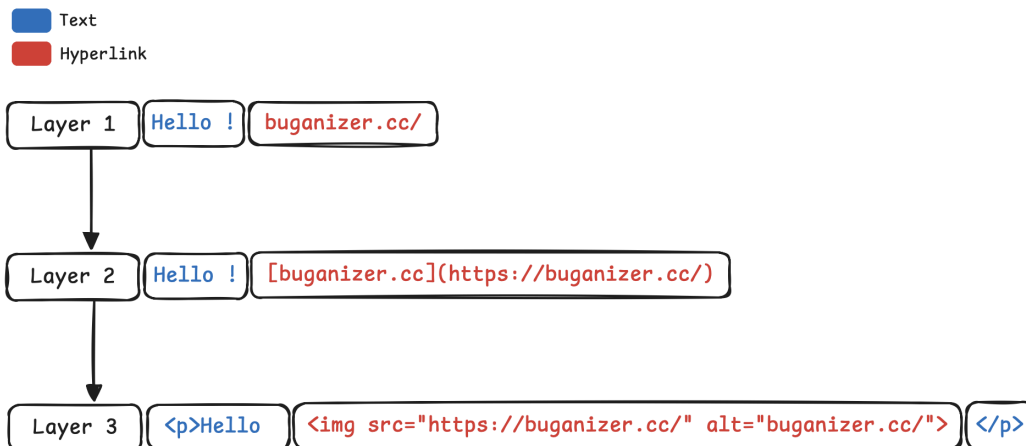 Text
Hyperlink
Layer 1 Hello ! buganizer.cc/
Layer 2 Hello ! [buganizer.cc](https://buganizer.cc/)
Layer 3 <p>Hello <img src="https://buganizer.cc/" alt="buganizer.cc/"> </p>